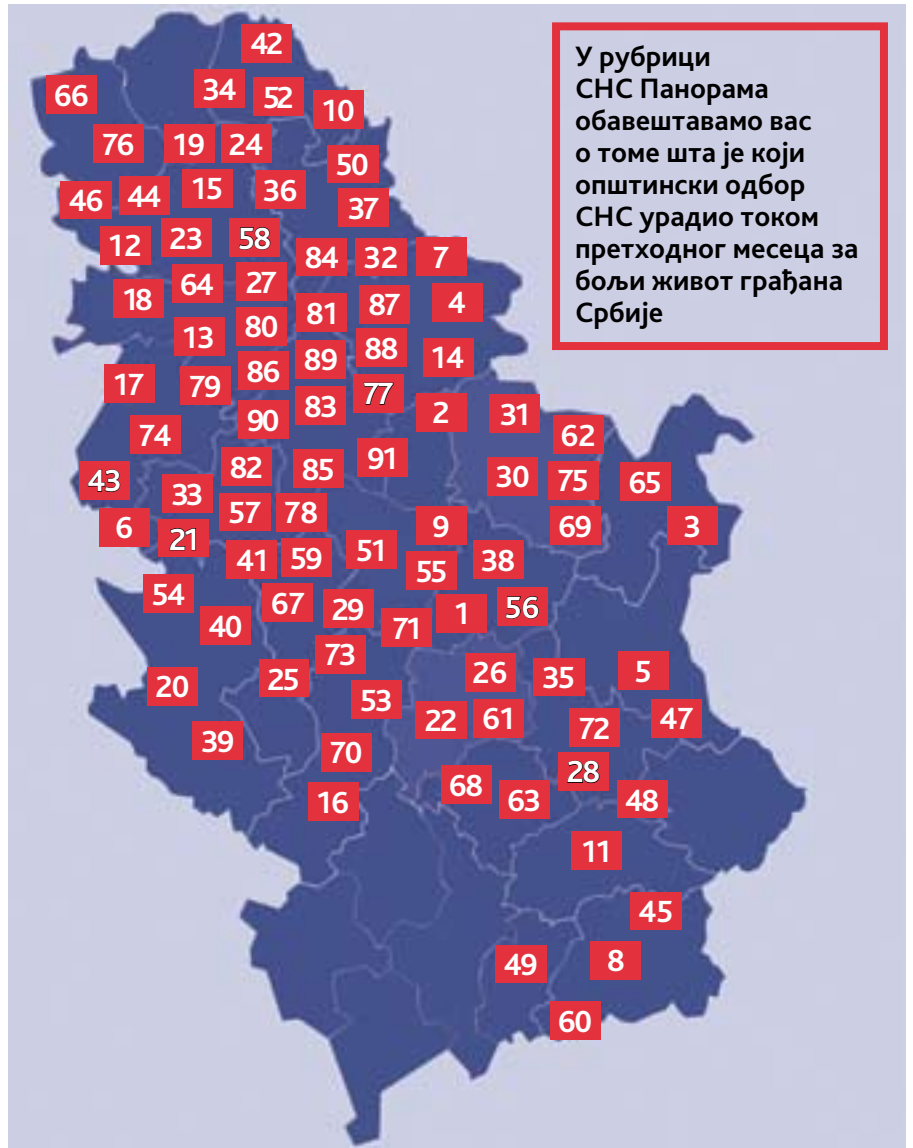 У рубрици
СНС Панорама
обавештавамо вас
о томе шта је који
општински одбор
СНС урадио током
претходног месеца за
бољи живот грађана
Србије
42
66 34 52 10
76 19 24 50
46 44 15 36 37
12 23 58 84 32 7
18 64 27 81 87 4
13 80 89 88 14
17 79 86 83 77 2 31
74 90 62
43 33 82 85 91 30 75 65
6 21 57 78 9 69 3
41 59 51 55 38
54 40 67 29 71 1 56
20 25 73 53 26 35 5
39 70 22 61 72 47
16 68 63 28 48
11
45
49 8
60